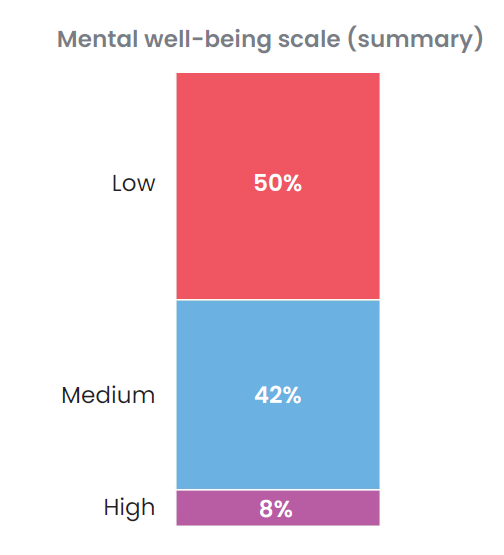 Mental well-being scale (summary)
Low 50%
Medium 42%
High 8%